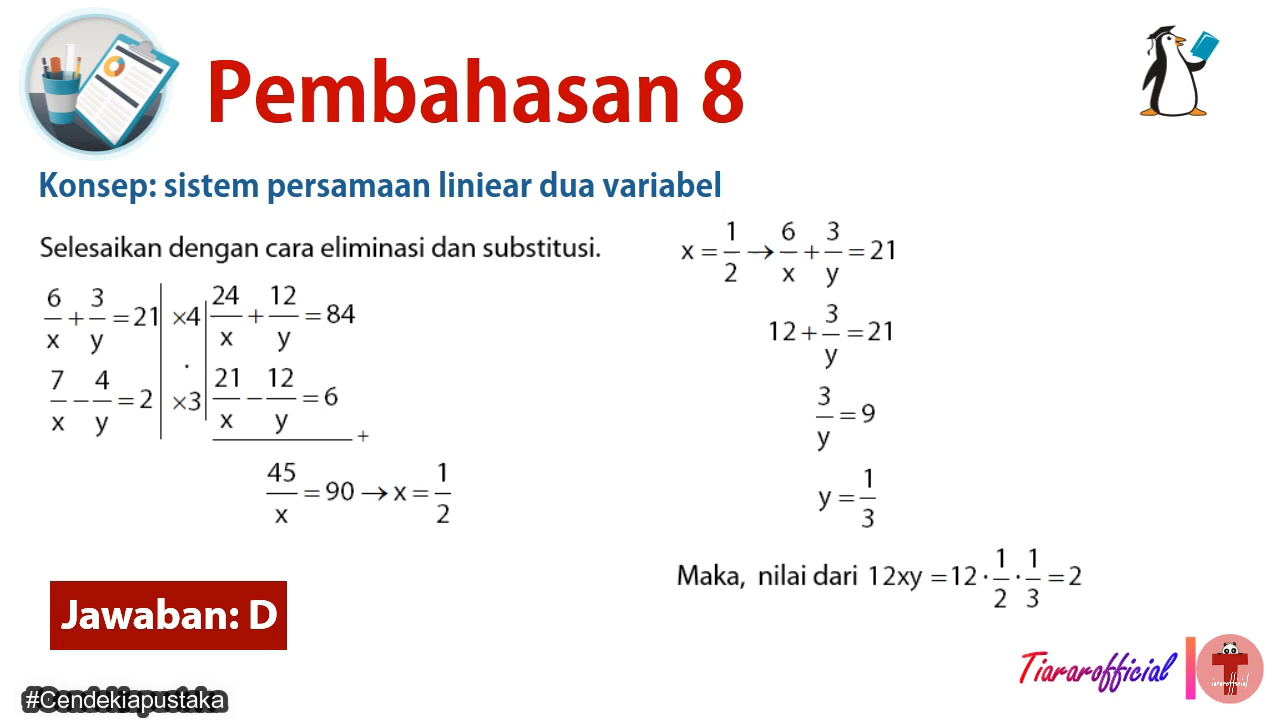 Pembahasan 8
Konsep: sistem persamaan liniear dua variabel
Selesaikan dengan cara eliminasi dan substitusi.
6/x + 3/y = 21 | ×4 | 24/x + 12/y = 84
7/x − 4/y = 2 | ×3 | 21/x − 12/y = 6
+
45/x = 90 → x = 1/2
x = 1/2 → 6/x + 3/y = 21
12 + 3/y = 21
3/y = 9
y = 1/3
Maka, nilai dari 12xy = 12 · 1/2 · 1/3 = 2
Jawaban: D
Tiararofficial
T
tiararofficial
#Cendekiapustaka